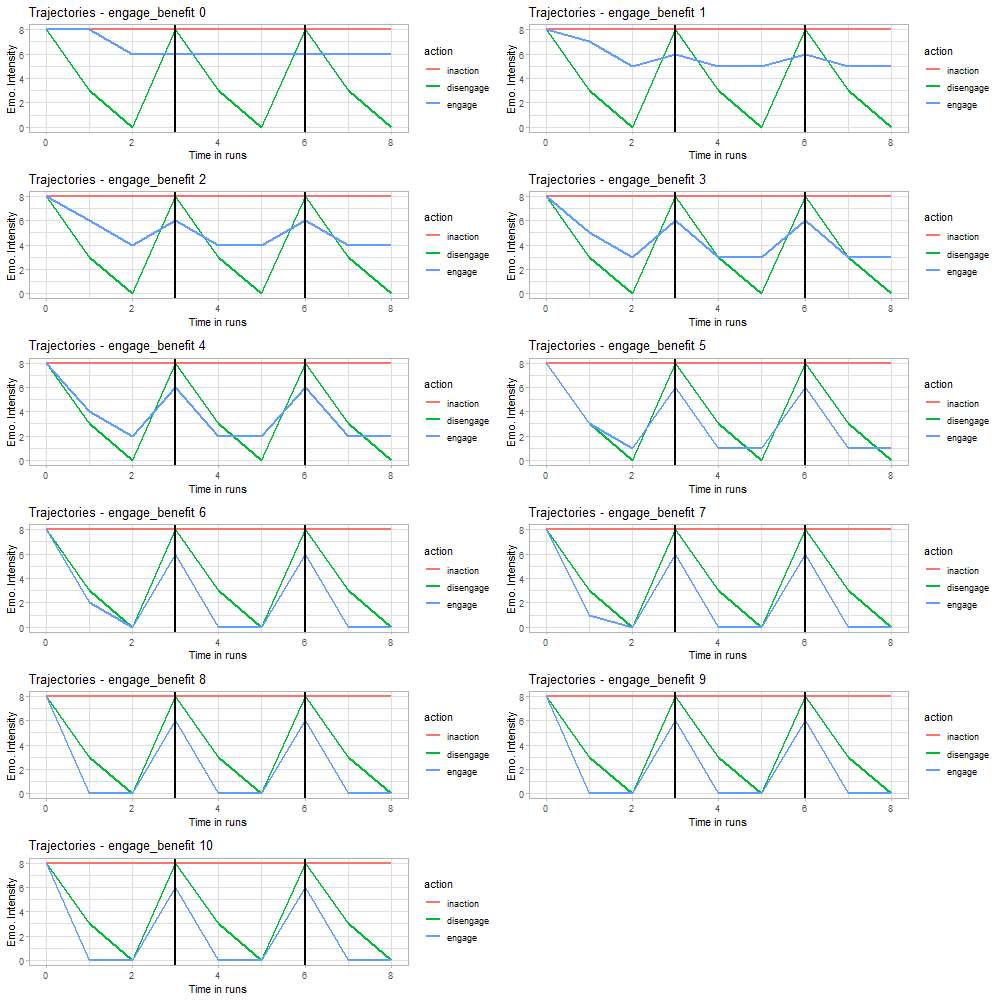 Trajectories - engage_benefit 0
Emo. Intensity
8
6
4
2
0
0 2 4 6 8
Time in runs
action
inaction
disengage
engage
Trajectories - engage_benefit 1
Emo. Intensity
8
6
4
2
0
0 2 4 6 8
Time in runs
action
inaction
disengage
engage
Trajectories - engage_benefit 2
Emo. Intensity
8
6
4
2
0
0 2 4 6 8
Time in runs
action
inaction
disengage
engage
Trajectories - engage_benefit 3
Emo. Intensity
8
6
4
2
0
0 2 4 6 8
Time in runs
action
inaction
disengage
engage
Trajectories - engage_benefit 4
Emo. Intensity
8
6
4
2
0
0 2 4 6 8
Time in runs
action
inaction
disengage
engage
Trajectories - engage_benefit 5
Emo. Intensity
8
6
4
2
0
0 2 4 6 8
Time in runs
action
inaction
disengage
engage
Trajectories - engage_benefit 6
Emo. Intensity
8
6
4
2
0
0 2 4 6 8
Time in runs
action
inaction
disengage
engage
Trajectories - engage_benefit 7
Emo. Intensity
8
6
4
2
0
0 2 4 6 8
Time in runs
action
inaction
disengage
engage
Trajectories - engage_benefit 8
Emo. Intensity
8
6
4
2
0
0 2 4 6 8
Time in runs
action
inaction
disengage
engage
Trajectories - engage_benefit 9
Emo. Intensity
8
6
4
2
0
0 2 4 6 8
Time in runs
action
inaction
disengage
engage
Trajectories - engage_benefit 10
Emo. Intensity
8
6
4
2
0
0 2 4 6 8
Time in runs
action
inaction
disengage
engage